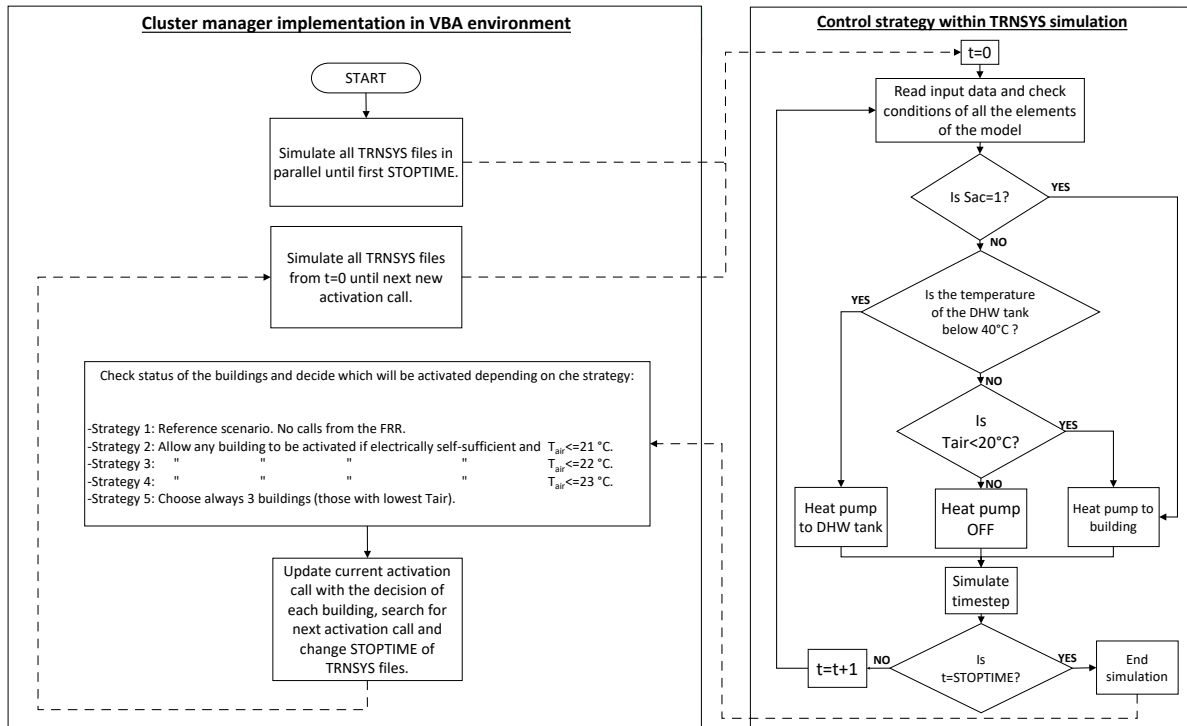 Cluster manager implementation in VBA environment
START
Simulate all TRNSYS files in
parallel until first STOPTIME.
Simulate all TRNSYS files
from t=0 until next new
activation call.
Check status of the buildings and decide which will be activated depending on che strategy:
-Strategy 1: Reference scenario. No calls from the FRR.
-Strategy 2: Allow any building to be activated if electrically self-sufficient and Tair<=21 °C.
-Strategy 3: " " " " Tair<=22 °C.
-Strategy 4: " " " " Tair<=23 °C.
-Strategy 5: Choose always 3 buildings (those with lowest Tair).
Update current activation
call with the decision of
each building, search for
next activation call and
change STOPTIME of
TRNSYS files.
Control strategy within TRNSYS simulation
t=0
Read input data and check
conditions of all the elements
of the model
Is Sac=1?
YES
NO
Is the temperature
of the DHW tank
below 40°C ?
YES
NO
Is
Tair<20°C?
YES
NO
Heat pump
to DHW tank
Heat pump
OFF
Heat pump to
building
Simulate
timestep
Is
t=STOPTIME?
NO
YES
t=t+1
End
simulation